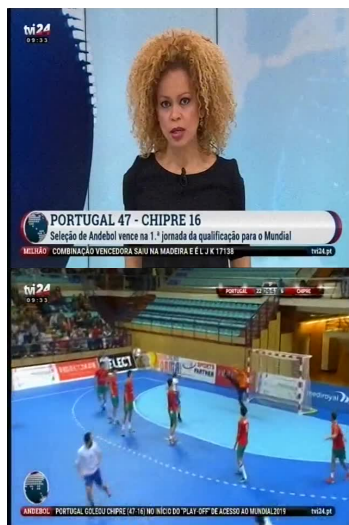 tvi24
09:33
PORTUGAL 47 - CHIPRE 16
Seleção de Andebol vence na 1.ª jornada da qualificação para o Mundial
MILHÃO COMBINAÇÃO VENCEDORA SAIU NA MADEIRA E É L J K 17138 tvi24.pt
tvi24
09:33
PORTUGAL CHIPRE
ELECT
SPORTS PARTNER
ANDEBOL PORTUGAL GOLEOU CHIPRE (47-16) NO INÍCIO DO "PLAY-OFF" DE ACESSO AO MUNDIAL2019 tvi24.pt